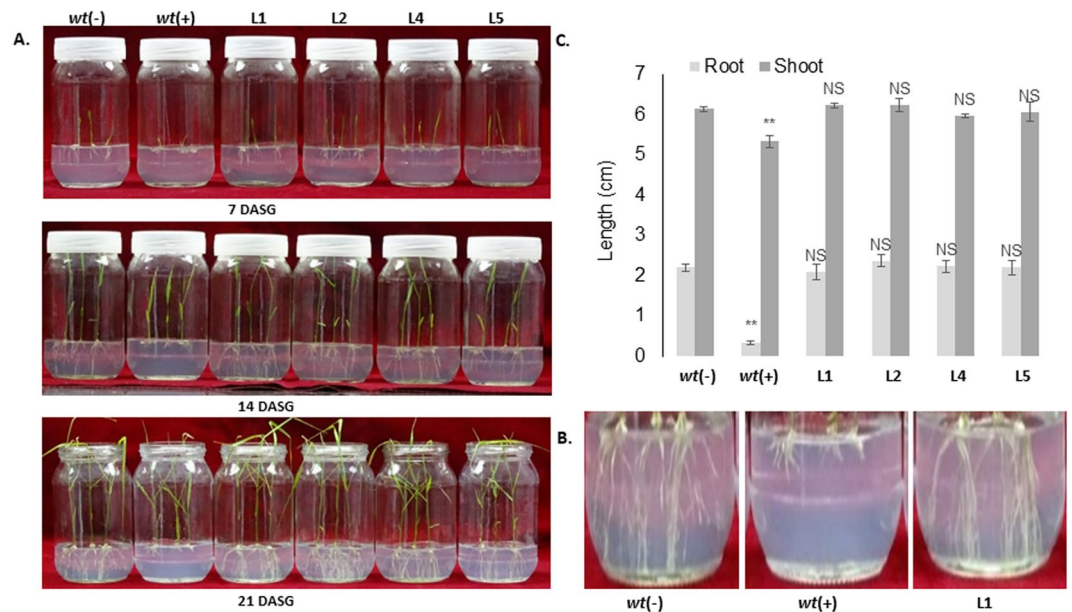 A.
wt(-) wt(+) L1 L2 L4 L5
7 DASG
14 DASG
21 DASG
C.
Root Shoot
Length (cm)
7
6
5
4
3
2
1
0
** ** NS NS NS NS NS NS NS NS
wt(-) wt(+) L1 L2 L4 L5
B.
wt(-) wt(+) L1